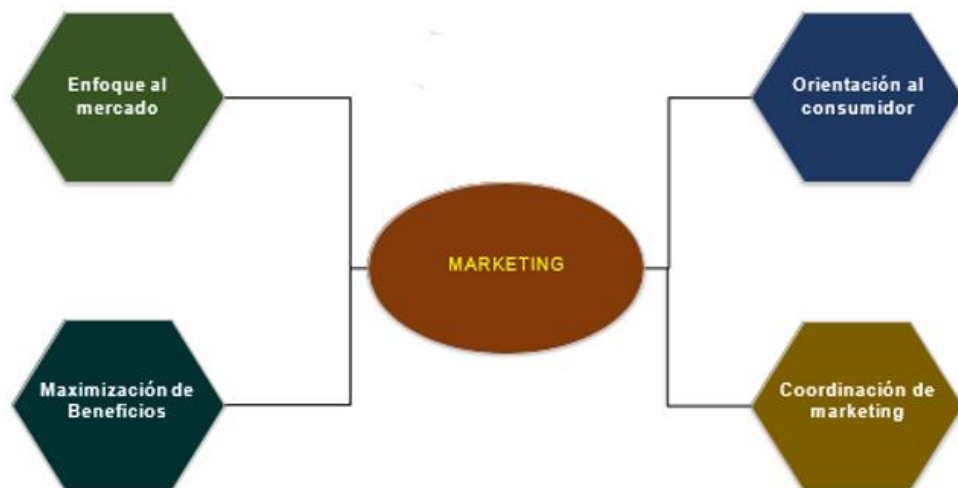 Enfoque al
mercado
Orientación al
consumidor
MARKETING
Maximización de
Beneficios
Coordinación de
marketing